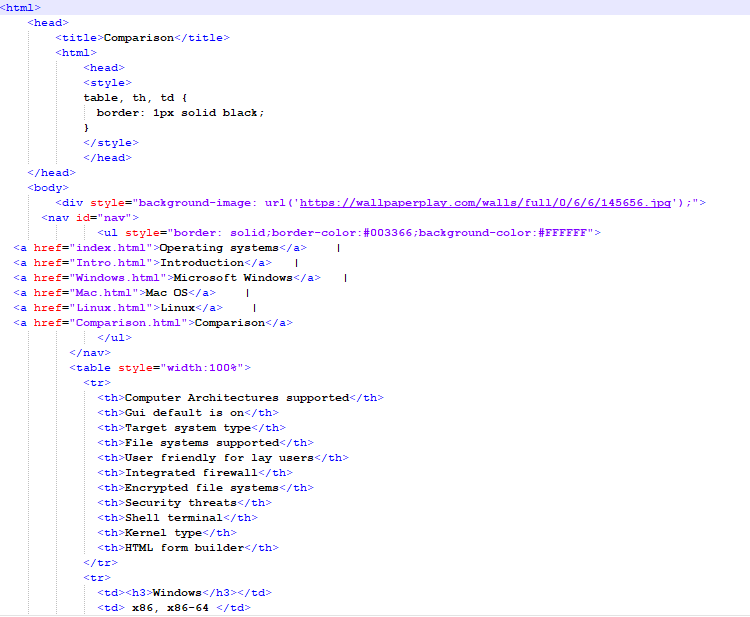 <html>
<head>
<title>Comparison</title>
<html>
<head>
<style>
table, th, td {
border: 1px solid black;
}
</style>
</head>
</head>
<body>
<div style="background-image: url('https://wallpaperplay.com/walls/full/0/6/6/145656.jpg');">
<nav id="nav">
<ul style="border: solid;border-color:#003366;background-color:#FFFFFF">
<a href="index.html">Operating systems</a> |
<a href="Intro.html">Introduction</a> |
<a href="Windows.html">Microsoft Windows</a> |
<a href="Mac.html">Mac OS</a> |
<a href="Linux.html">Linux</a> |
<a href="Comparison.html">Comparison</a>
</ul>
</nav>
<table style="width:100%">
<tr>
<th>Computer Architectures supported</th>
<th>Gui default is on</th>
<th>Target system type</th>
<th>File systems supported</th>
<th>User friendly for lay users</th>
<th>Integrated firewall</th>
<th>Encrypted file systems</th>
<th>Security threats</th>
<th>Shell terminal</th>
<th>Kernel type</th>
<th>HTML form builder</th>
</tr>
<tr>
<td><h3>Windows</h3></td>
<td> x86, x86-64 </td>